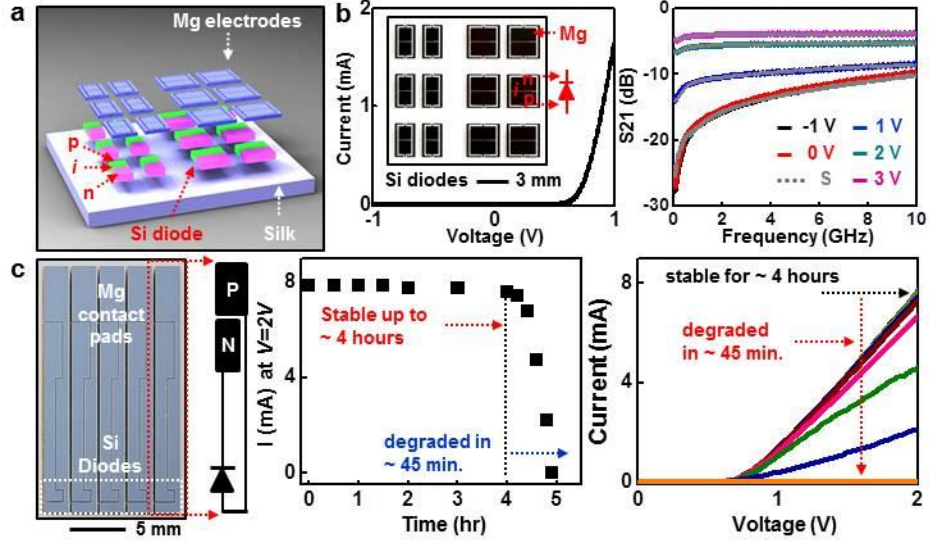 a
Mg electrodes
p
i
n
Si diode
Silk
b
Current (mA)
2
1
0
-1
0
1
Voltage (V)
Mg
n
i
p
Si diodes
3 mm
S21 (dB)
0
-10
-20
-30
-1 V
1 V
0 V
2 V
S
3 V
0
2
4
6
8
10
Frequency (GHz)
c
Mg
contact
pads
Si
Diodes
5 mm
P
N
I (mA) at V=2V
8
4
0
Stable up to
~ 4 hours
degraded in
~ 45 min.
0
1
2
3
4
5
Time (hr)
Current (mA)
8
4
0
stable for ~ 4 hours
degraded
in ~ 45 min.
0
1
2
Voltage (V)